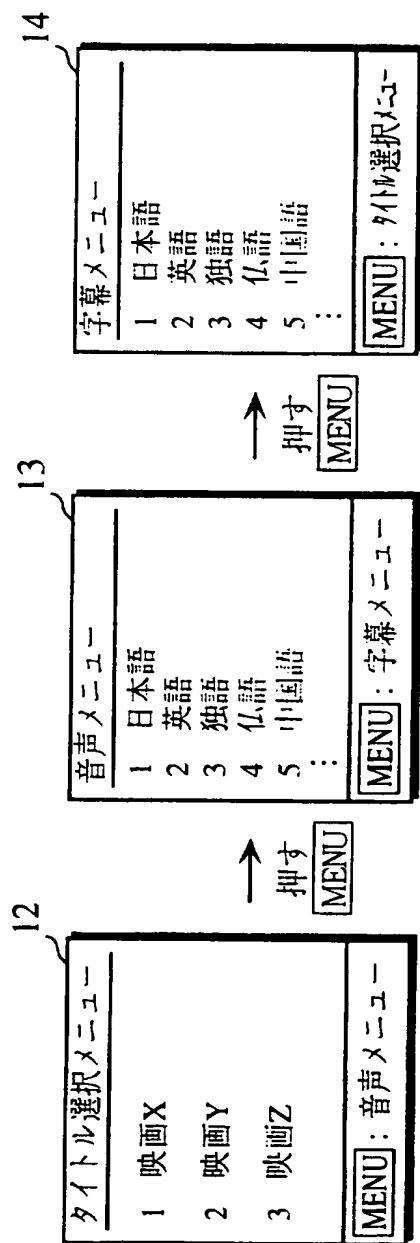 12
タイトル選択メニュー
1 映画X
2 映画Y
3 映画Z
MENU：音声メニュー
→
押す
MENU
13
音声メニュー
1 日本語
2 英語
3 独語
4 仏語
5 中国語
⋮
MENU：字幕メニュー
→
押す
MENU
14
字幕メニュー
1 日本語
2 英語
3 独語
4 仏語
5 中国語
⋮
MENU：タイトル選択メニュー